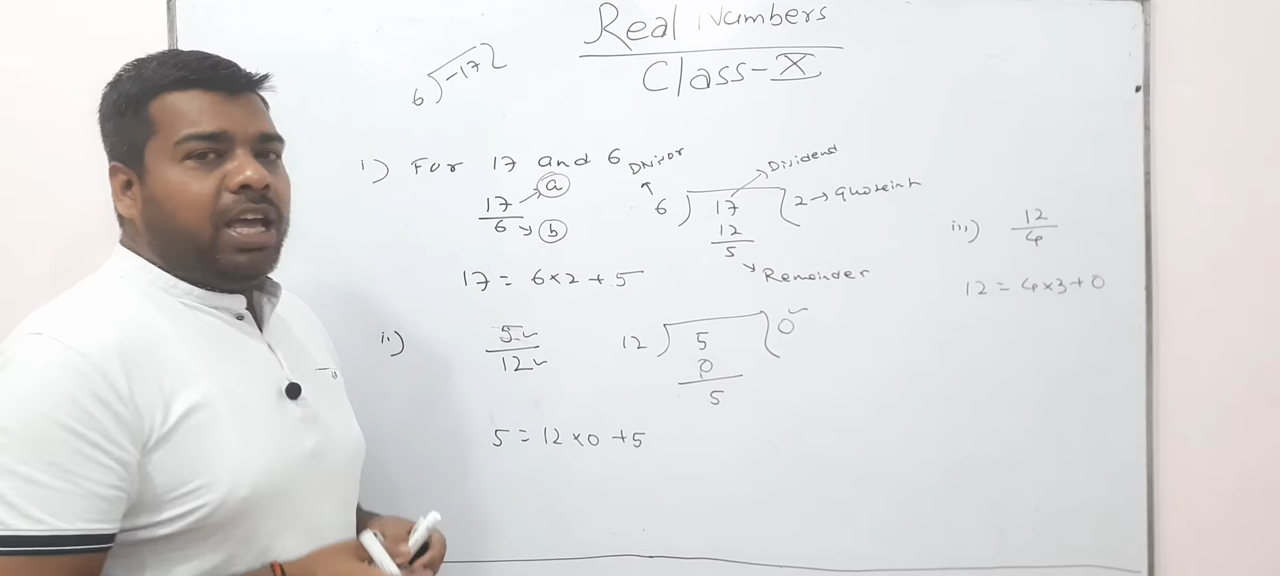 Real Numbers
Class-X
6 ) -17 (
i) For 17 and 6
17/6
a
b
Divisor
Dividend
6 ) 17 ( 2 → Quoteint
12
5
Remainder
17 = 6×2+5
ii) 5/12
12 ) 5 ( 0
0
5
5 = 12×0+5
iii) 12/4
12 = 4×3+0